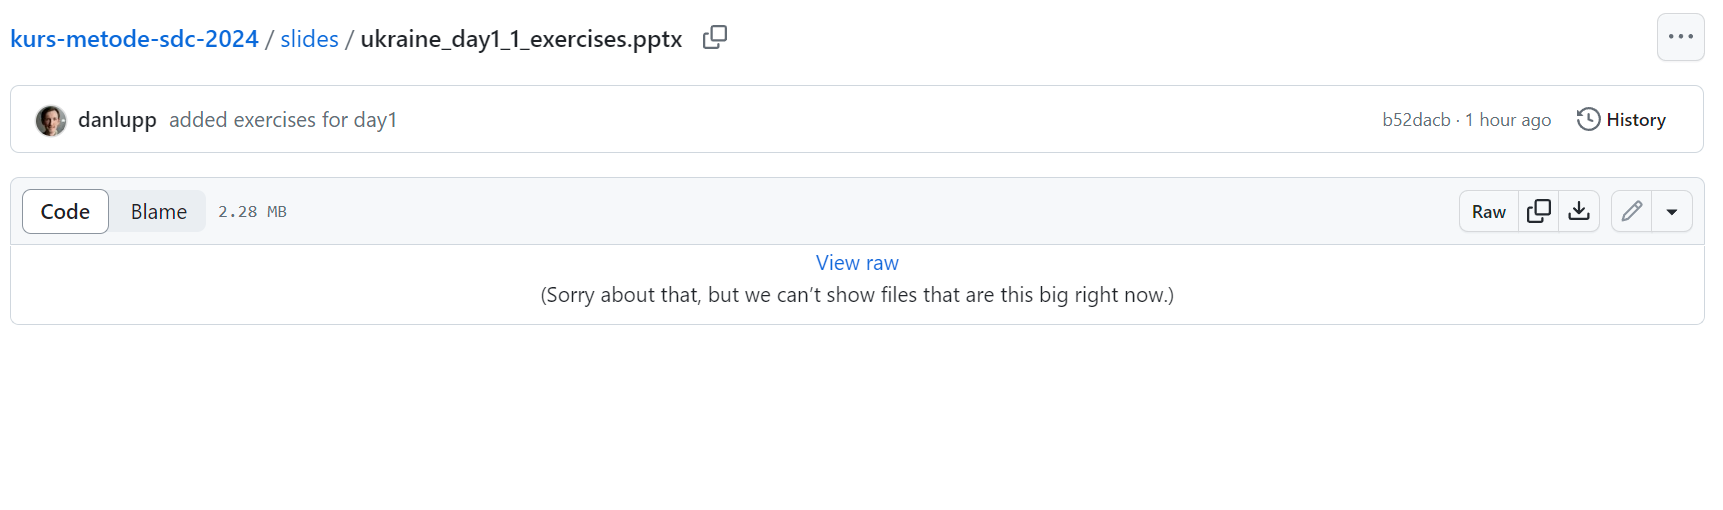 kurs-metode-sdc-2024 / slides / ukraine_day1_1_exercises.pptx
danlupp added exercises for day1 b52dacb · 1 hour ago History
Code Blame 2.28 MB Raw
View raw
(Sorry about that, but we can’t show files that are this big right now.)